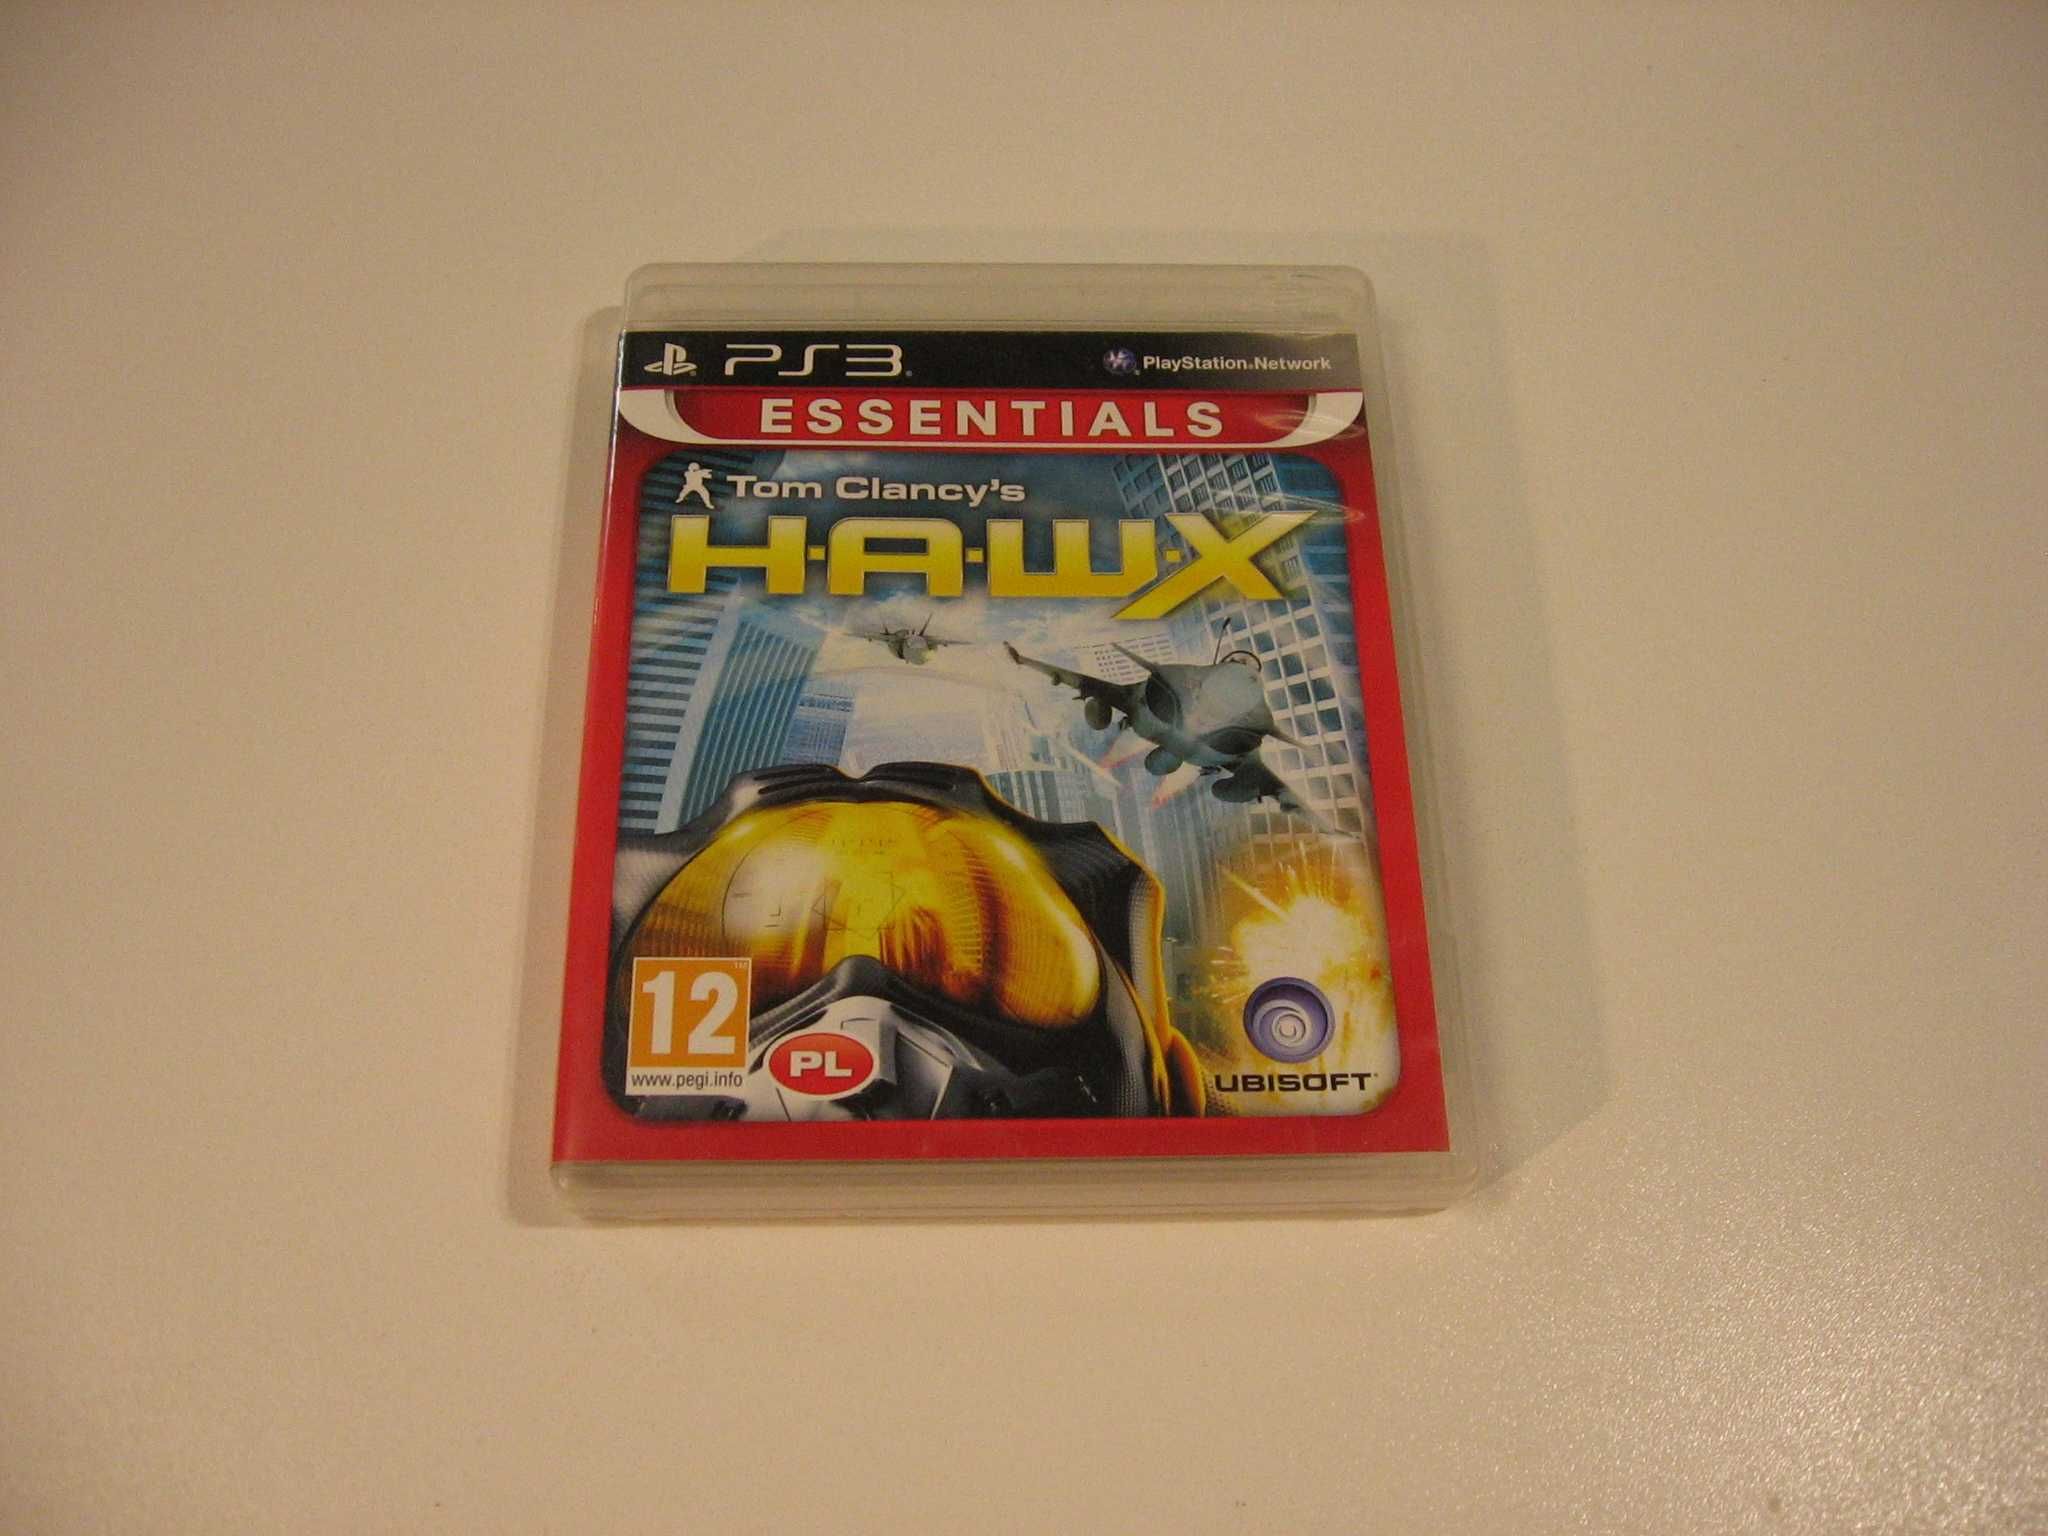 PS3
PlayStation Network
ESSENTIALS
Tom Clancy's
H·A·W·X
12
www.pegi.info
PL
UBISOFT